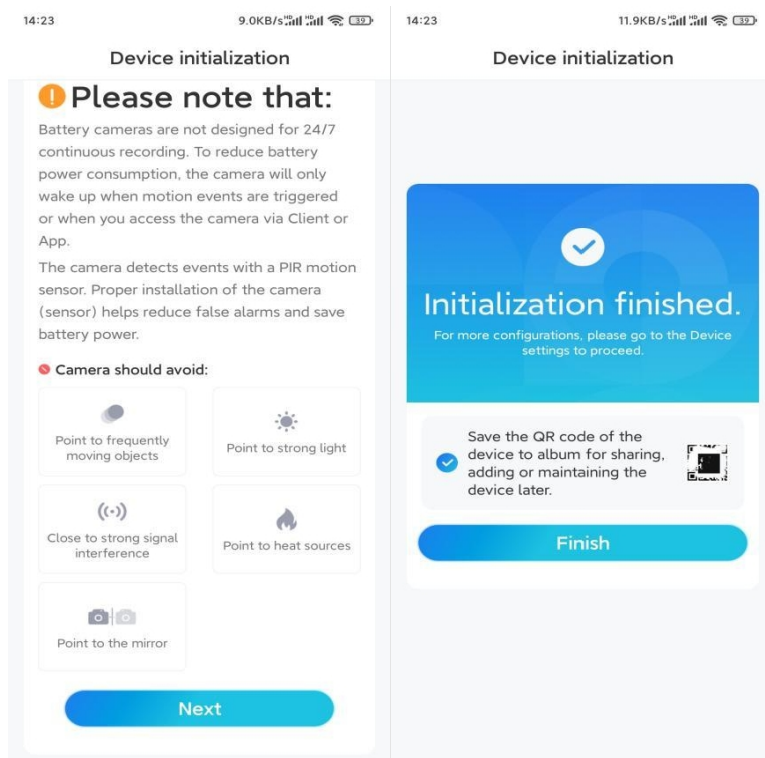 14:23
9.0KB/s
39
Device initialization
Please note that:
Battery cameras are not designed for 24/7
continuous recording. To reduce battery
power consumption, the camera will only
wake up when motion events are triggered
or when you access the camera via Client or
App.
The camera detects events with a PIR motion
sensor. Proper installation of the camera
(sensor) helps reduce false alarms and save
battery power.
Camera should avoid:
Point to frequently
moving objects
Point to strong light
Close to strong signal
interference
Point to heat sources
Point to the mirror
Next
14:23
11.9KB/s
39
Device initialization
Initialization finished.
For more configurations, please go to the Device
settings to proceed.
Save the QR code of the
device to album for sharing,
adding or maintaining the
device later.
Finish